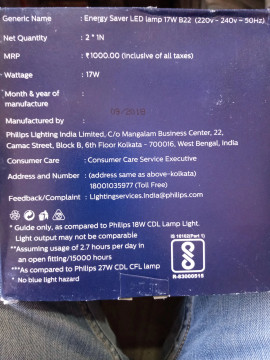 Generic Name : Energy Saver LED lamp 17W B22 (220v - 240v - 50Hz)
Net Quantity : 2 * 1N
MRP : ₹1000.00 (Inclusive of all taxes)
Wattage : 17W
Month & year of
manufacture :
09/2018
Manufactured by :
Philips Lighting India Limited, C/o Mangalam Business Center, 22,
Camac Street, Block B, 6th Floor Kolkata - 700016, West Bengal, India
Consumer Care : Consumer Care Service Executive
Address and Number : (address same as above-kolkata)
18001035977 (Toll Free)
Feedback/Complaint : Lightingservices.India@philips.com
* Guide only, as compared to Philips 18W CDL Lamp Light.
Light output may not be comparable
**Assuming usage of 2.7 hours per day in
an open fitting/15000 hours
***As compared to Philips 27W CDL CFL lamp
* No blue light hazard
IS 16102(Part 1)
R-63000515